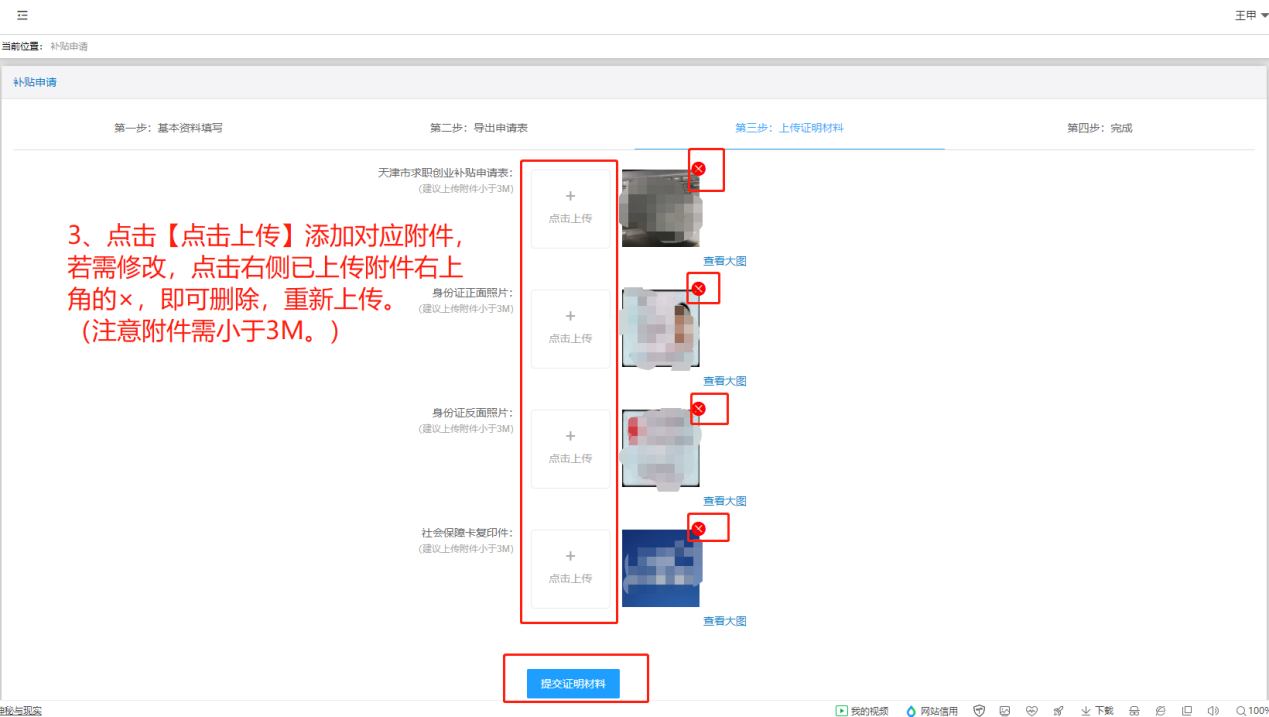 王甲
当前位置： 补贴申请
补贴申请
第一步：基本资料填写
第二步：导出申请表
第三步：上传证明材料
第四步：完成
天津市求职创业补贴申请表：
（建议上传附件小于3M）
+
点击上传
查看大图
3、点击【点击上传】添加对应附件，
若需修改，点击右侧已上传附件右上
角的×，即可删除，重新上传。
（注意附件需小于3M。）
身份证正面照片：
（建议上传附件小于3M）
+
点击上传
查看大图
身份证反面照片：
（建议上传附件小于3M）
+
点击上传
查看大图
社会保障卡复印件：
（建议上传附件小于3M）
+
点击上传
查看大图
提交证明材料
秘与现实
我的视频
网站信用
下载